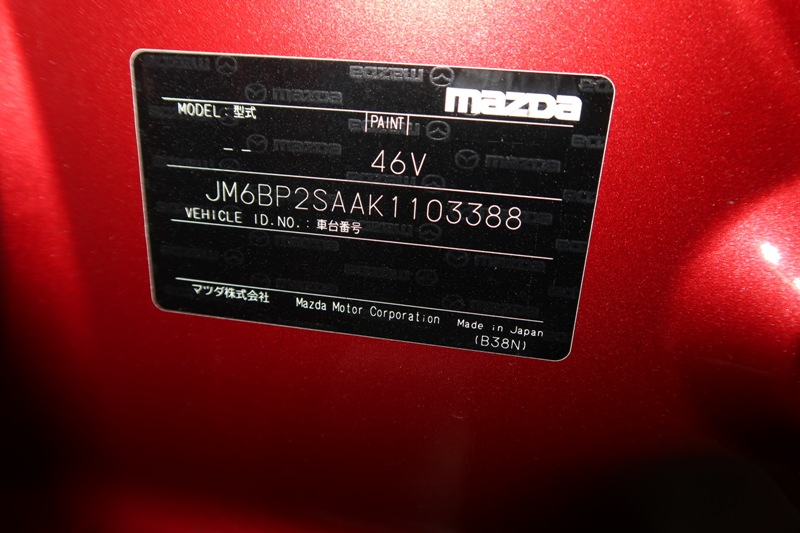 mazda
MODEL: 型式
PAINT
-- 46V
JM6BP2SAAK1103388
VEHICLE ID.NO.: 車台番号
マツダ株式会社 Mazda Motor Corporation Made in Japan
(B38N)